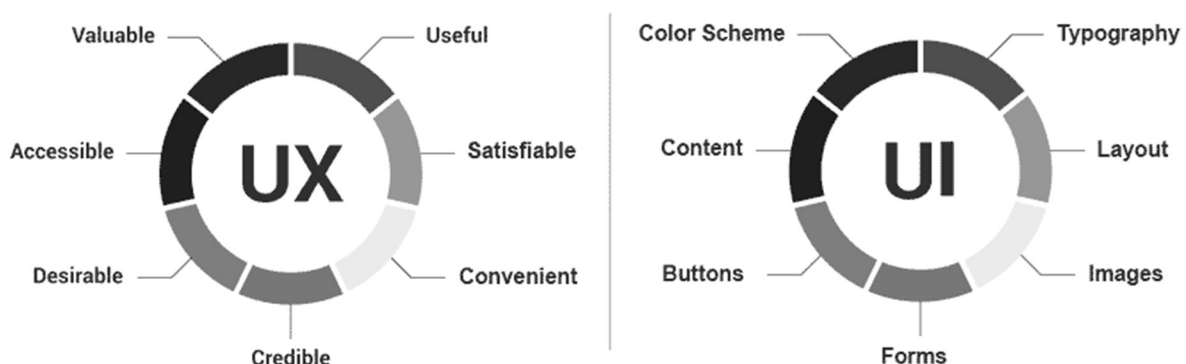 Valuable
Useful
Accessible
UX
Satisfiable
Desirable
Convenient
Credible
Color Scheme
Typography
Content
UI
Layout
Buttons
Images
Forms